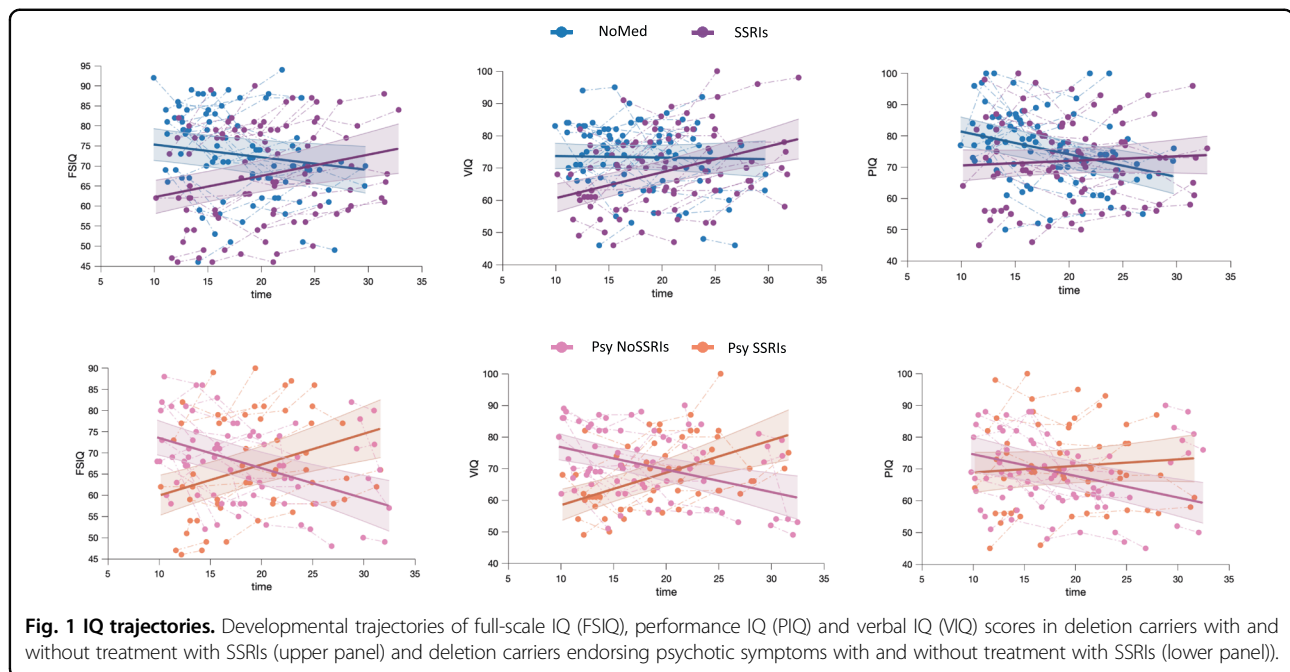 NoMed SSRIs
95
90
85
80
75
70
65
60
55
50
45
FSIQ
5 10 15 20 25 30 35
time
100
90
80
70
60
50
40
VIQ
5 10 15 20 25 30 35
time
100
90
80
70
60
50
40
PIQ
5 10 15 20 25 30 35
time
Psy NoSSRIs Psy SSRIs
90
85
80
75
70
65
60
55
50
45
FSIQ
5 10 15 20 25 30 35
time
100
90
80
70
60
50
40
VIQ
5 10 15 20 25 30 35
time
100
90
80
70
60
50
40
PIQ
5 10 15 20 25 30 35
time
Fig. 1 IQ trajectories. Developmental trajectories of full-scale IQ (FSIQ), performance IQ (PIQ) and verbal IQ (VIQ) scores in deletion carriers with and
without treatment with SSRIs (upper panel) and deletion carriers endorsing psychotic symptoms with and without treatment with SSRIs (lower panel)).